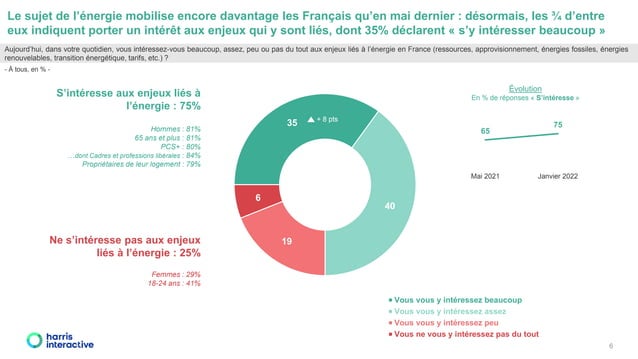 Le sujet de l’énergie mobilise encore davantage les Français qu’en mai dernier : désormais, les ¾ d’entre
eux indiquent porter un intérêt aux enjeux qui y sont liés, dont 35% déclarent « s’y intéresser beaucoup »
Aujourd’hui, dans votre quotidien, vous intéressez-vous beaucoup, assez, peu ou pas du tout aux enjeux liés à l’énergie en France (ressources, approvisionnement, énergies fossiles, énergies
renouvelables, transition énergétique, tarifs, etc.) ?
- À tous, en % -
S’intéresse aux enjeux liés à
l’énergie : 75%
Hommes : 81%
65 ans et plus : 81%
PCS+ : 80%
…dont Cadres et professions libérales : 84%
Propriétaires de leur logement : 79%
Ne s’intéresse pas aux enjeux
liés à l’énergie : 25%
Femmes : 29%
18-24 ans : 41%
35
+ 8 pts
40
19
6
Évolution
En % de réponses « S’intéresse »
65
75
Mai 2021
Janvier 2022
Vous vous y intéressez beaucoup
Vous vous y intéressez assez
Vous vous y intéressez peu
Vous ne vous y intéressez pas du tout
harris
interactive
6